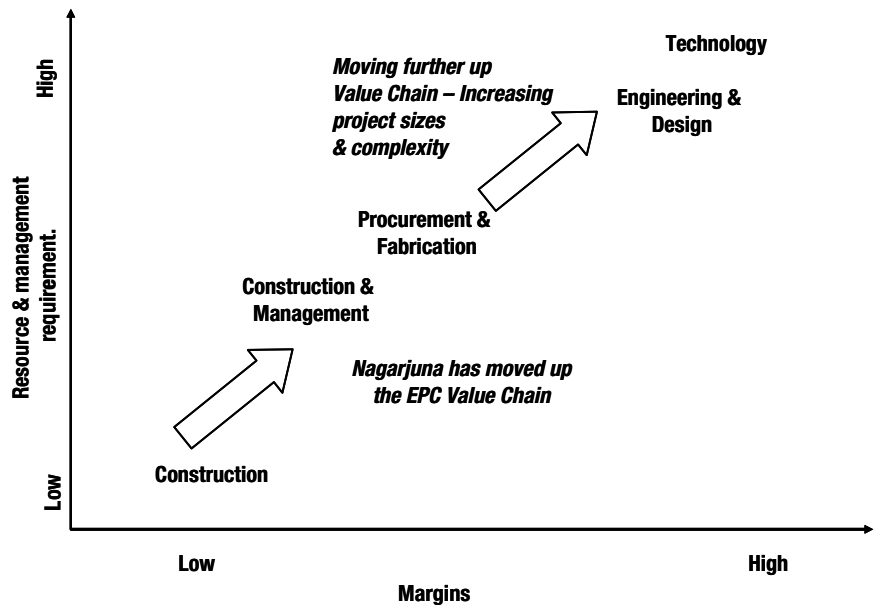 Technology
High
Moving further up
Value Chain – Increasing
project sizes
& complexity
Engineering &
Design
Procurement &
Fabrication
Resource & management
requirement.
Construction &
Management
Nagarjuna has moved up
the EPC Value Chain
Construction
Low
Low
High
Margins